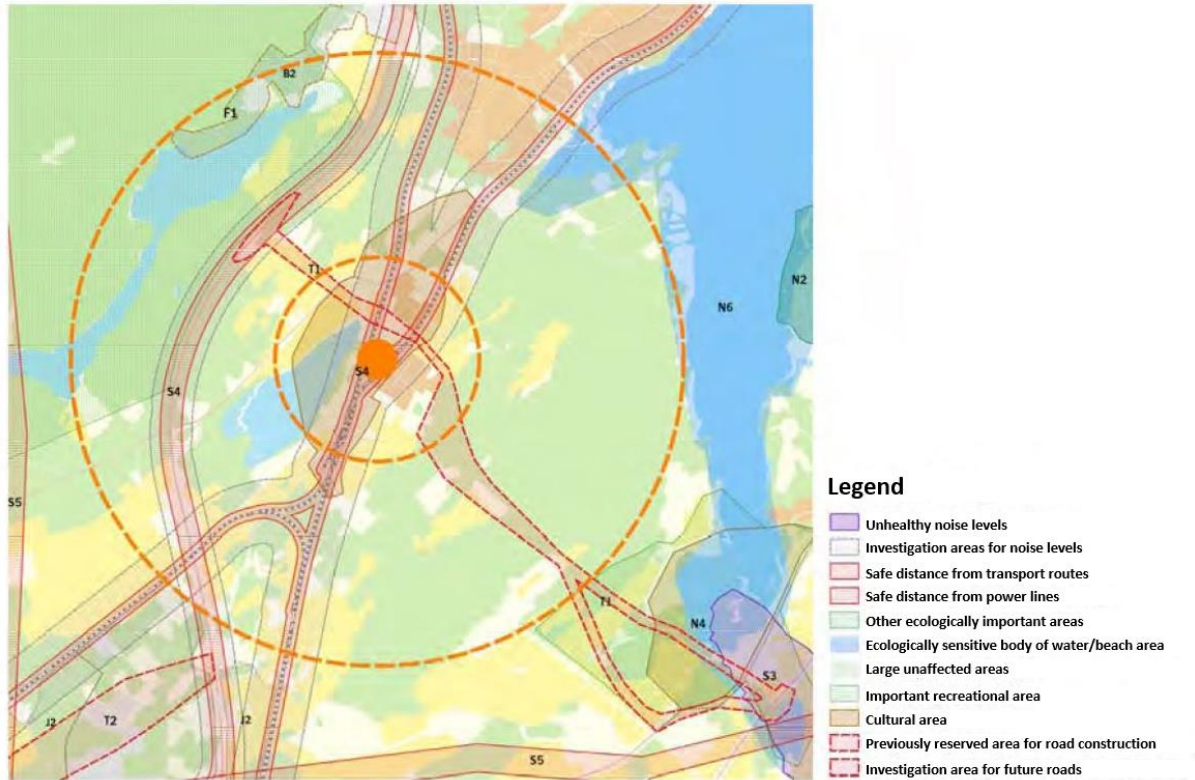 B2
F1
N2
T1
N6
S4
S4
S5
T1
N4
S3
J2
T2
J2
S5
Legend
Unhealthy noise levels
Investigation areas for noise levels
Safe distance from transport routes
Safe distance from power lines
Other ecologically important areas
Ecologically sensitive body of water/beach area
Large unaffected areas
Important recreational area
Cultural area
Previously reserved area for road construction
Investigation area for future roads